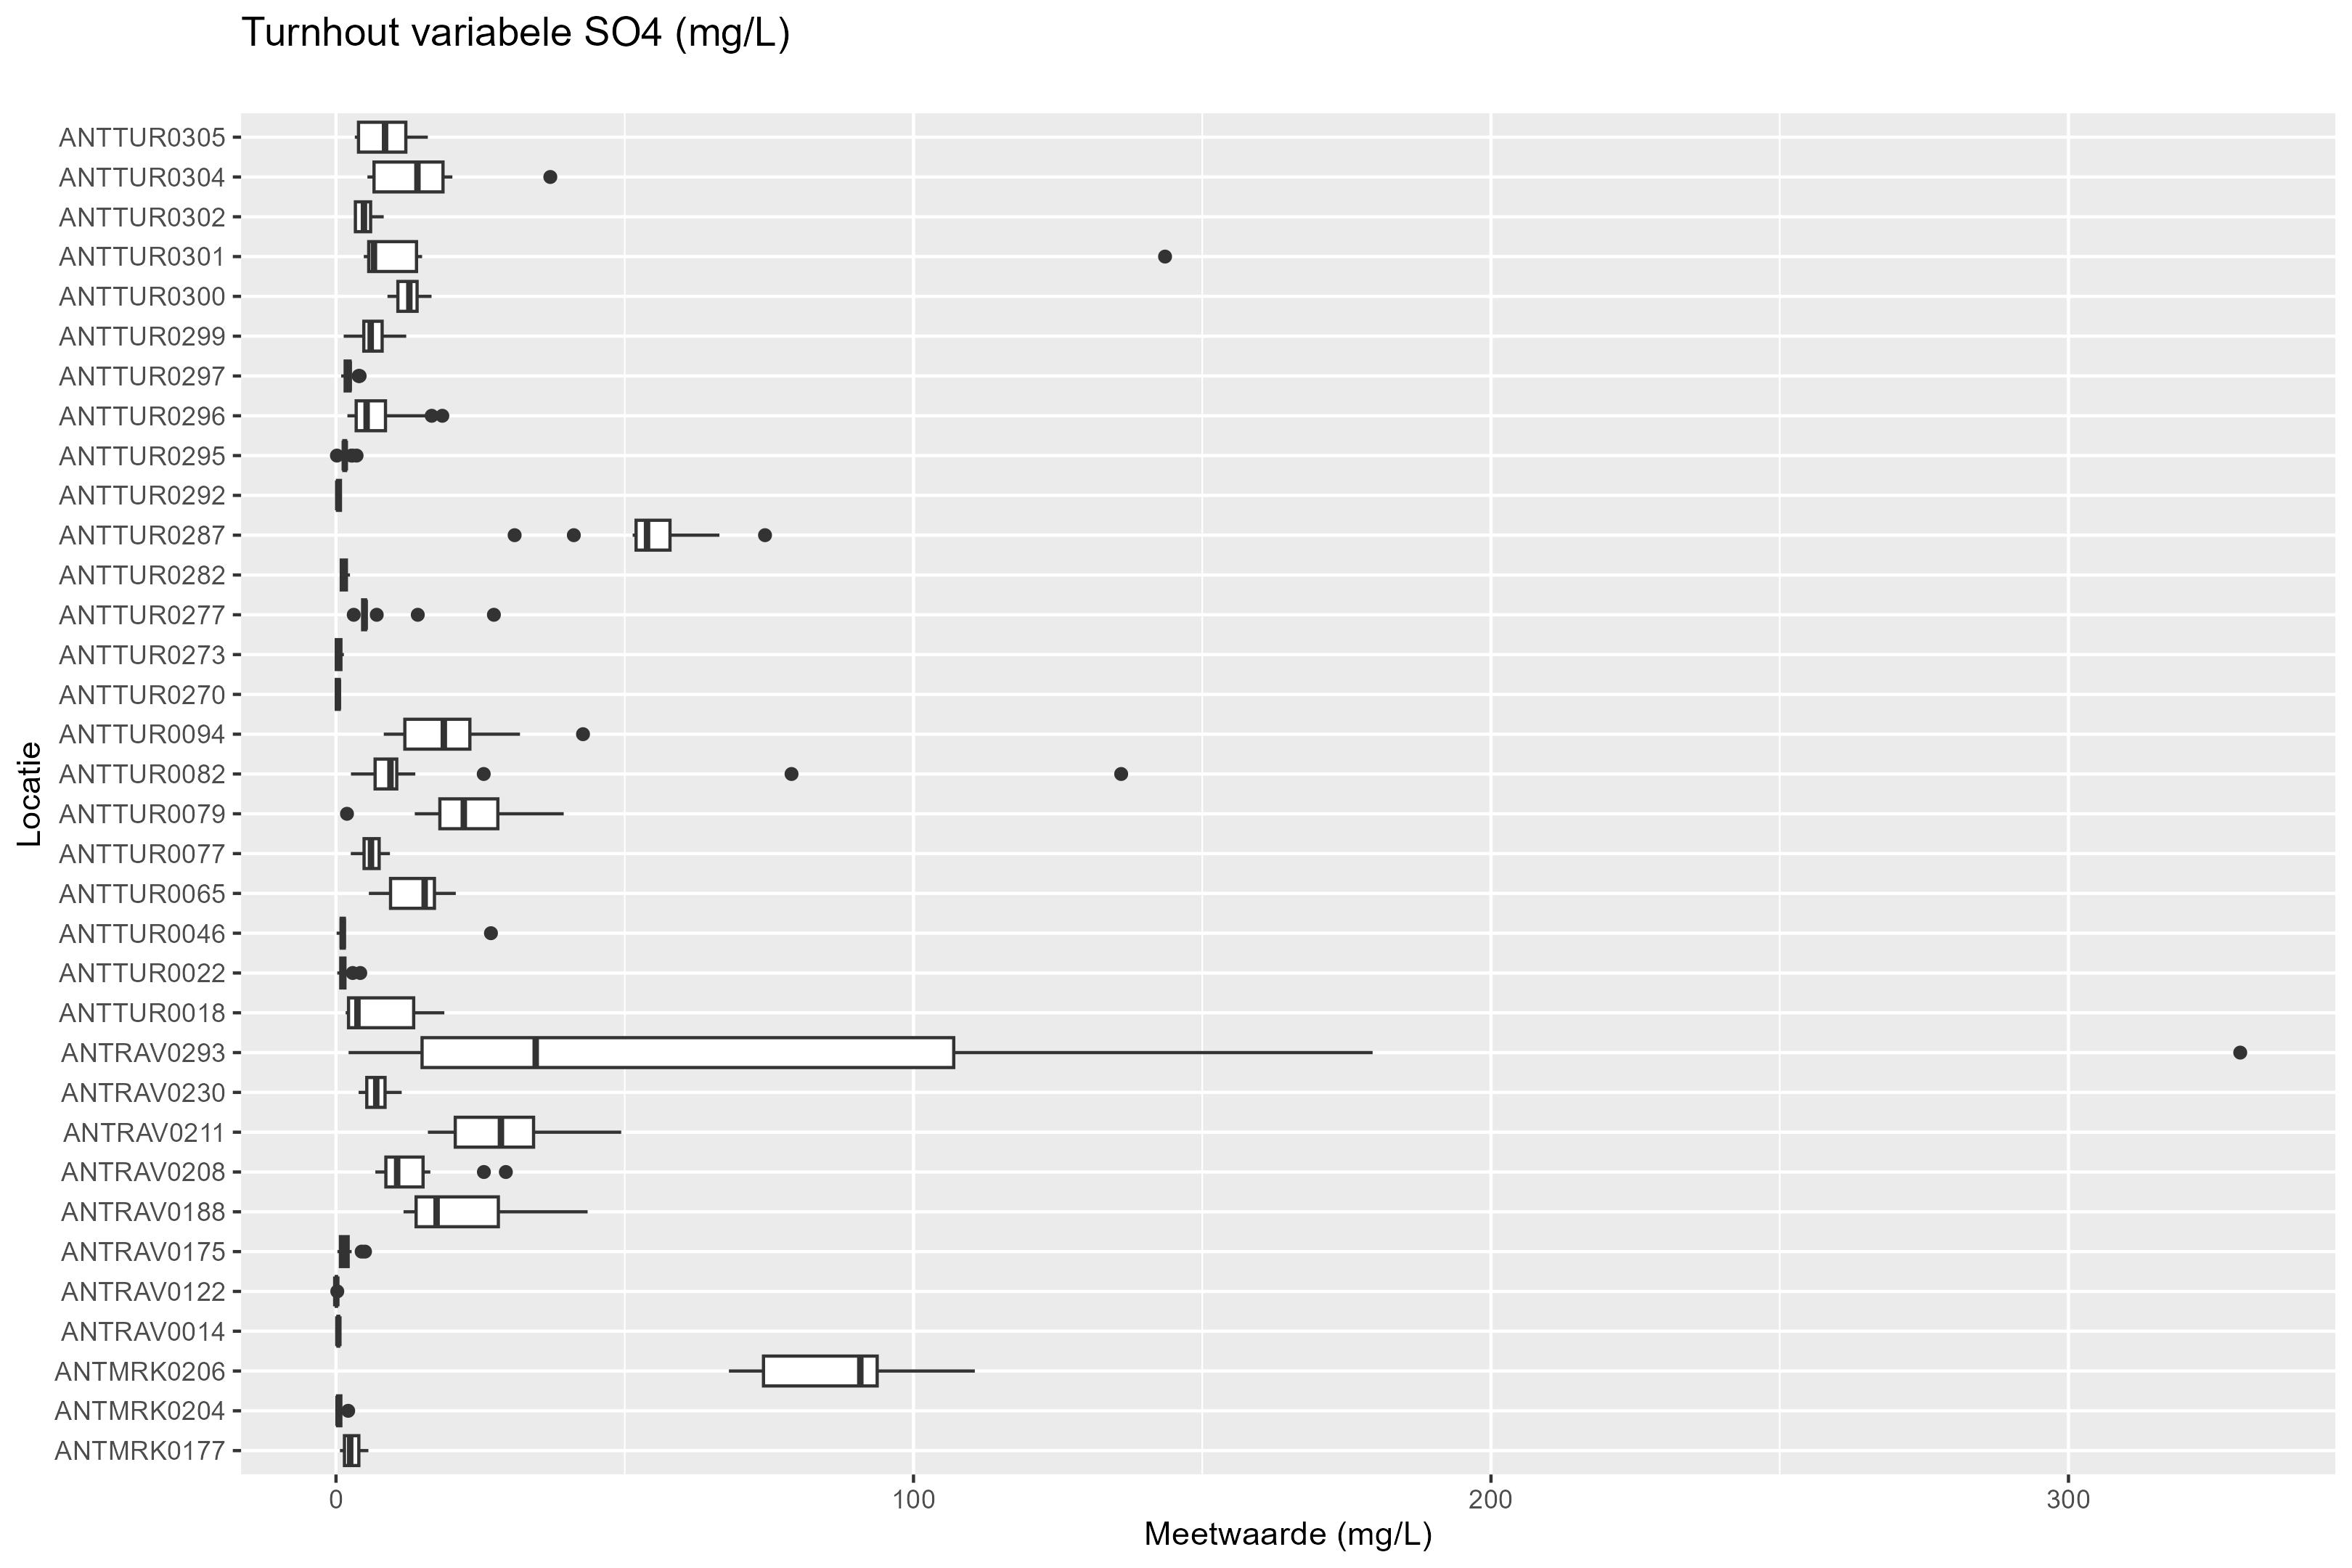 Turnhout variabele SO4 (mg/L)
ANTTUR0305
ANTTUR0304
ANTTUR0302
ANTTUR0301
ANTTUR0300
ANTTUR0299
ANTTUR0297
ANTTUR0296
ANTTUR0295
ANTTUR0292
ANTTUR0287
ANTTUR0282
ANTTUR0277
ANTTUR0273
ANTTUR0270
ANTTUR0094
ANTTUR0082
ANTTUR0079
ANTTUR0077
ANTTUR0065
ANTTUR0046
ANTTUR0022
ANTTUR0018
ANTRAV0293
ANTRAV0230
ANTRAV0211
ANTRAV0208
ANTRAV0188
ANTRAV0175
ANTRAV0122
ANTRAV0014
ANTMRK0206
ANTMRK0204
ANTMRK0177
Locatie
0 100 200 300
Meetwaarde (mg/L)